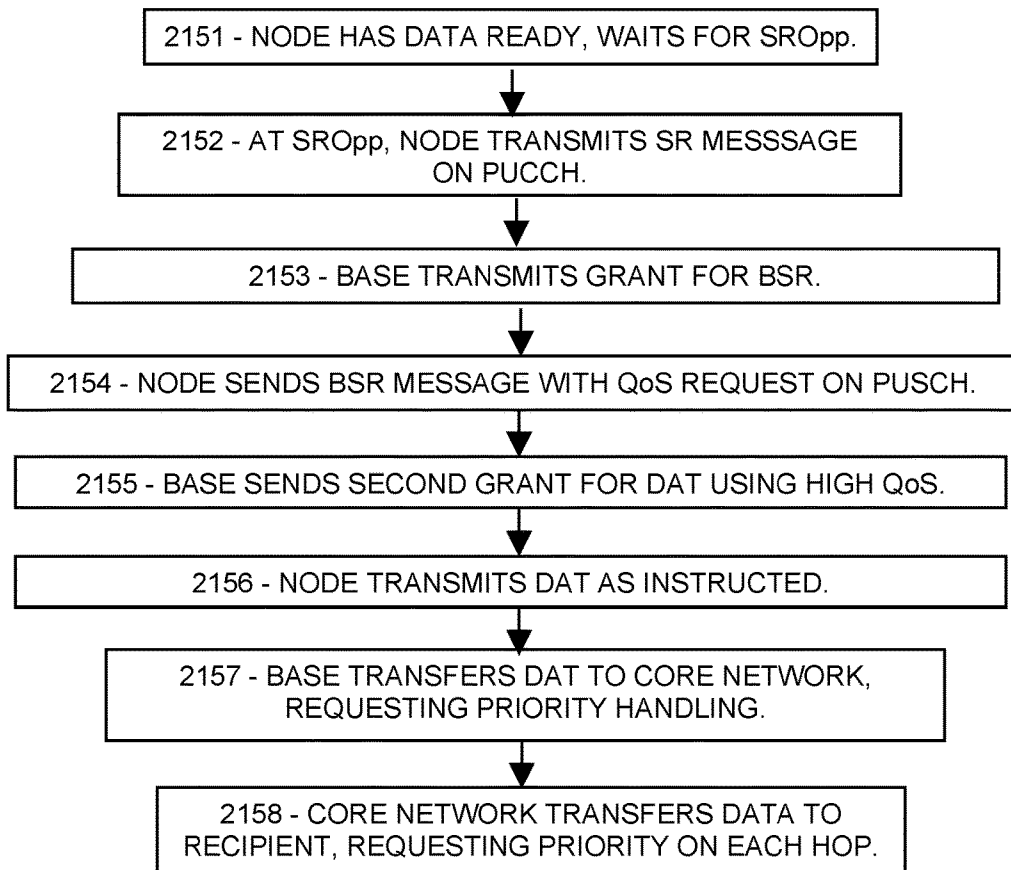 2151 - NODE HAS DATA READY, WAITS FOR SROpp.
2152 - AT SROpp, NODE TRANSMITS SR MESSSAGE
ON PUCCH.
2153 - BASE TRANSMITS GRANT FOR BSR.
2154 - NODE SENDS BSR MESSAGE WITH QoS REQUEST ON PUSCH.
2155 - BASE SENDS SECOND GRANT FOR DAT USING HIGH QoS.
2156 - NODE TRANSMITS DAT AS INSTRUCTED.
2157 - BASE TRANSFERS DAT TO CORE NETWORK,
REQUESTING PRIORITY HANDLING.
2158 - CORE NETWORK TRANSFERS DATA TO
RECIPIENT, REQUESTING PRIORITY ON EACH HOP.